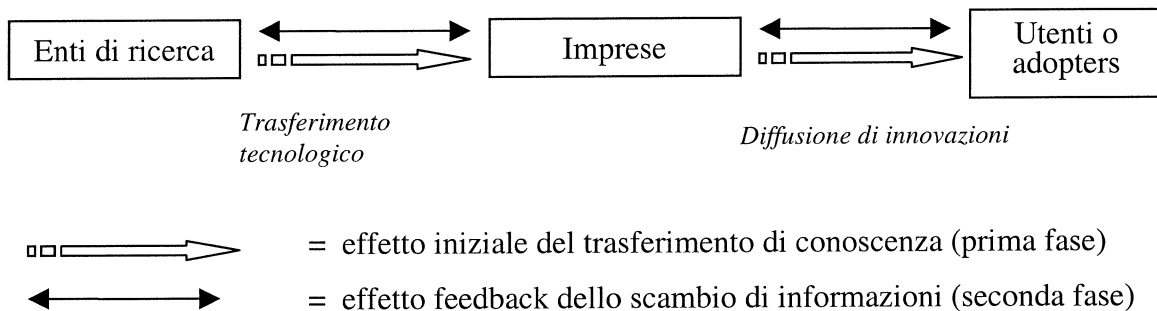 Enti di ricerca
Imprese
Utenti o
adopters
Trasferimento
tecnologico
Diffusione di innovazioni
= effetto iniziale del trasferimento di conoscenza (prima fase)
= effetto feedback dello scambio di informazioni (seconda fase)